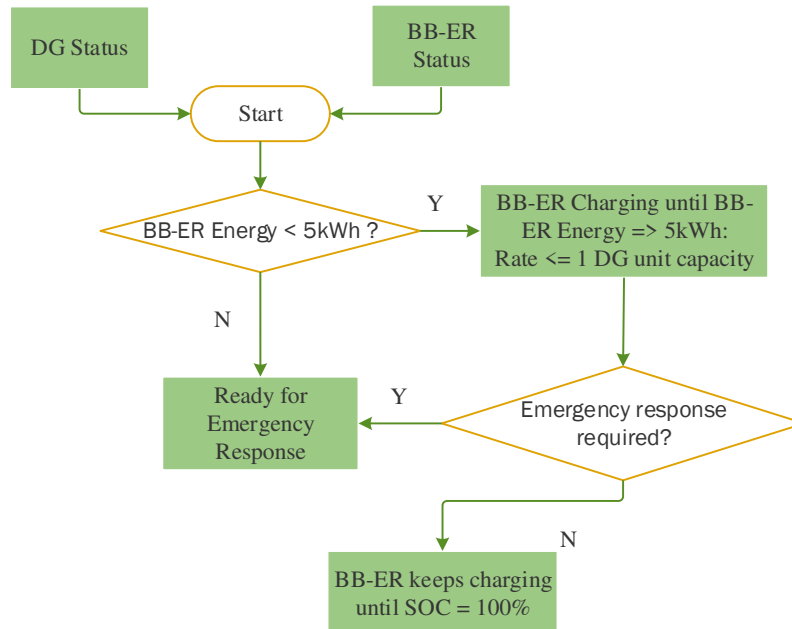 DG Status
BB-ER
Status
Start
BB-ER Energy < 5kWh ?
Y
BB-ER Charging until BB-
ER Energy => 5kWh:
Rate <= 1 DG unit capacity
N
Ready for
Emergency
Response
Y
Emergency response
required?
N
BB-ER keeps charging
until SOC = 100%